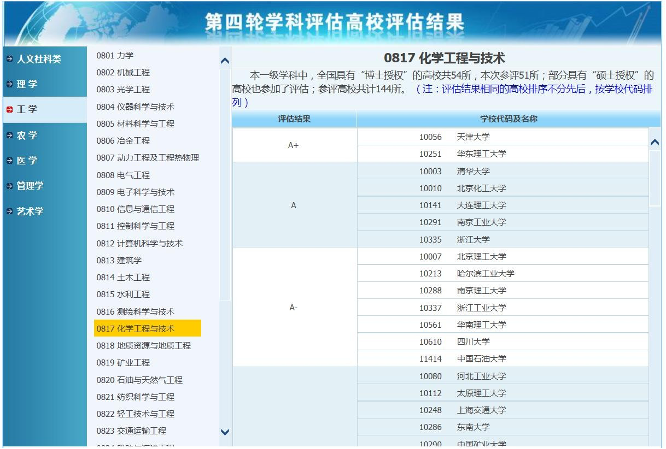 第四轮学科评估高校评估结果
人文社科类
理 学
工 学
农 学
医 学
管理学
艺术学
0801 力学
0802 机械工程
0803 光学工程
0804 仪器科学与技术
0805 材料科学与工程
0806 冶金工程
0807 动力工程及工程热物理
0808 电气工程
0809 电子科学与技术
0810 信息与通信工程
0811 控制科学与工程
0812 计算机科学与技术
0813 建筑学
0814 土木工程
0815 水利工程
0816 测绘科学与技术
0817 化学工程与技术
0818 地质资源与地质工程
0819 矿业工程
0820 石油与天然气工程
0821 纺织科学与工程
0822 轻工技术与工程
0823 交通运输工程
0817 化学工程与技术
本一级学科中，全国具有“博士授权”的高校共54所，本次参评51所；部分具有“硕士授权”的
高校也参加了评估；参评高校共计144所。（注：评估结果相同的高校排序不分先后，按学校代码排
列）
评估结果 学校代码及名称
A+
10056 天津大学
10251 华东理工大学
A
10003 清华大学
10010 北京化工大学
10141 大连理工大学
10291 南京工业大学
10335 浙江大学
A-
10007 北京理工大学
10213 哈尔滨工业大学
10288 南京理工大学
10337 浙江工业大学
10561 华南理工大学
10610 四川大学
11414 中国石油大学
10080 河北工业大学
10112 太原理工大学
10248 上海交通大学
10286 东南大学
10290 中国矿业大学